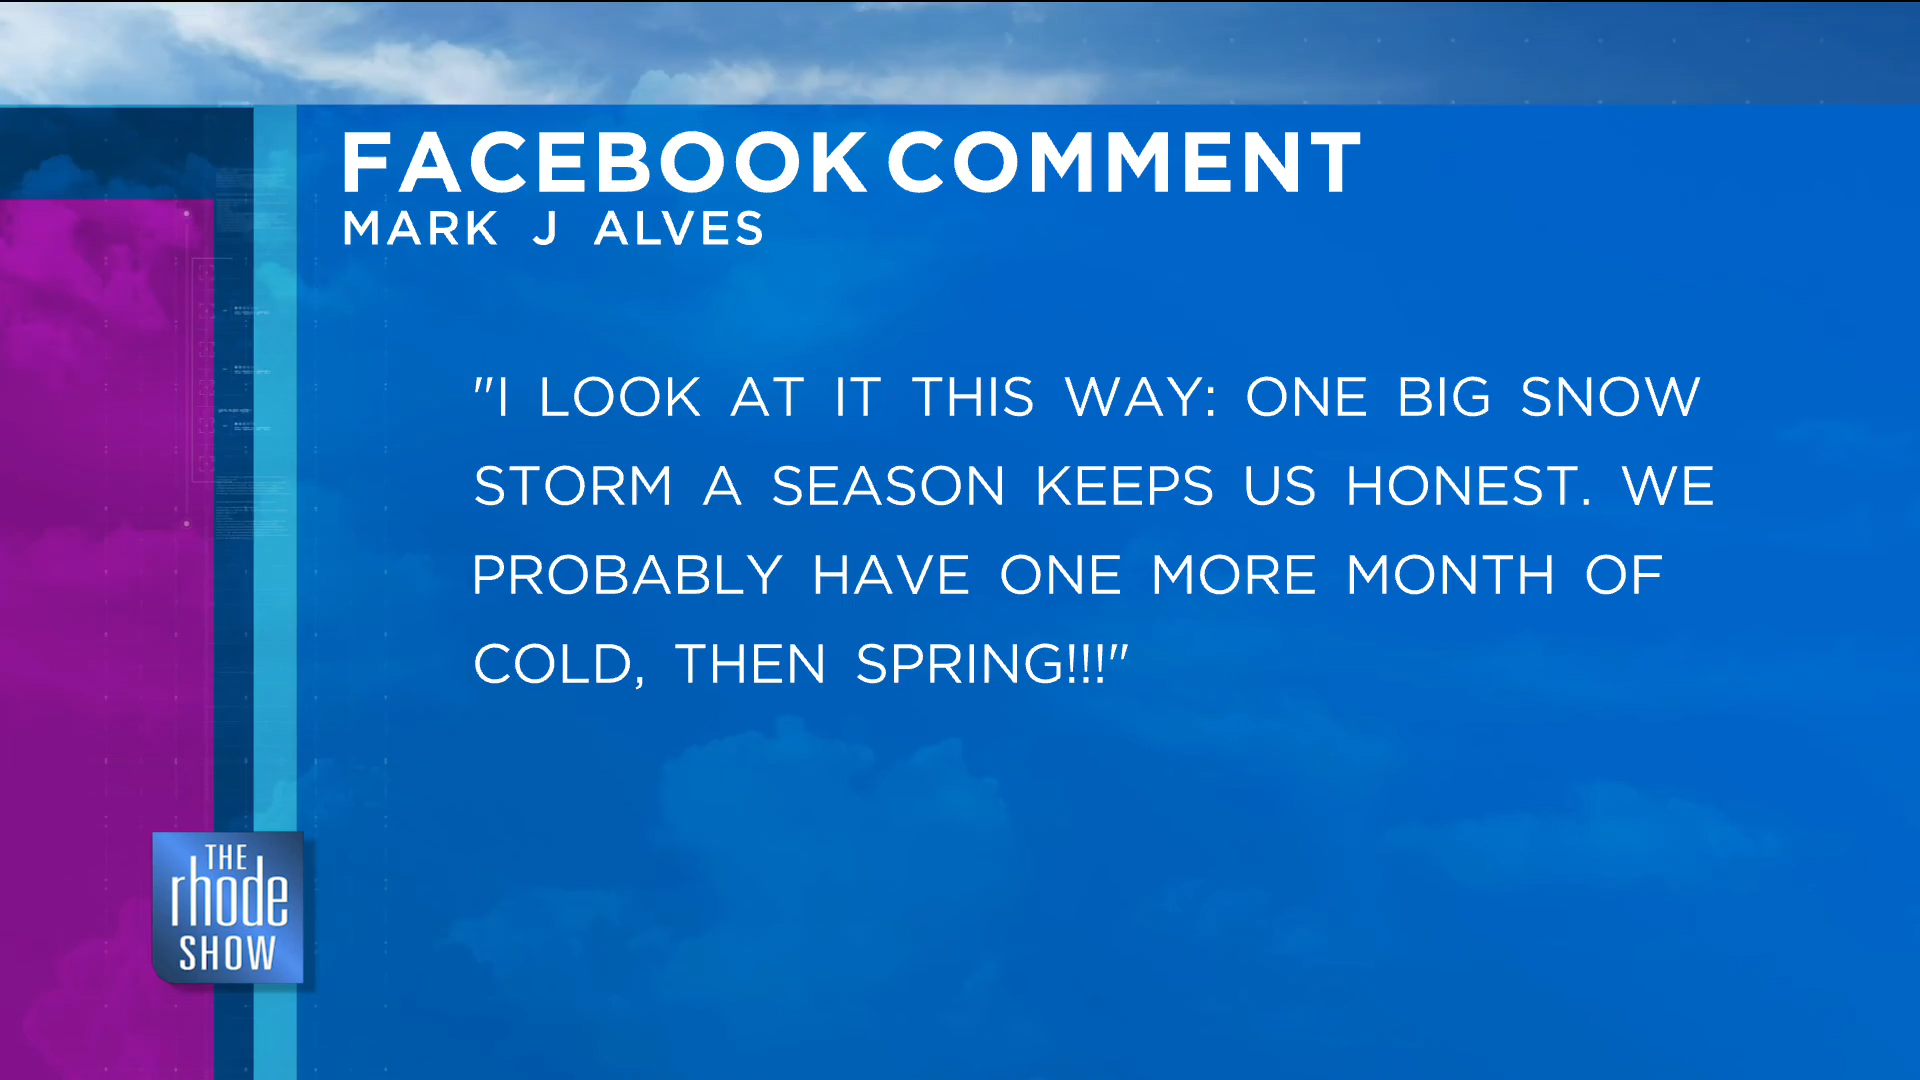 FACEBOOK COMMENT
MARK J ALVES
"I LOOK AT IT THIS WAY: ONE BIG SNOW
STORM A SEASON KEEPS US HONEST. WE
PROBABLY HAVE ONE MORE MONTH OF
COLD, THEN SPRING!!!"
THE
rhode
SHOW